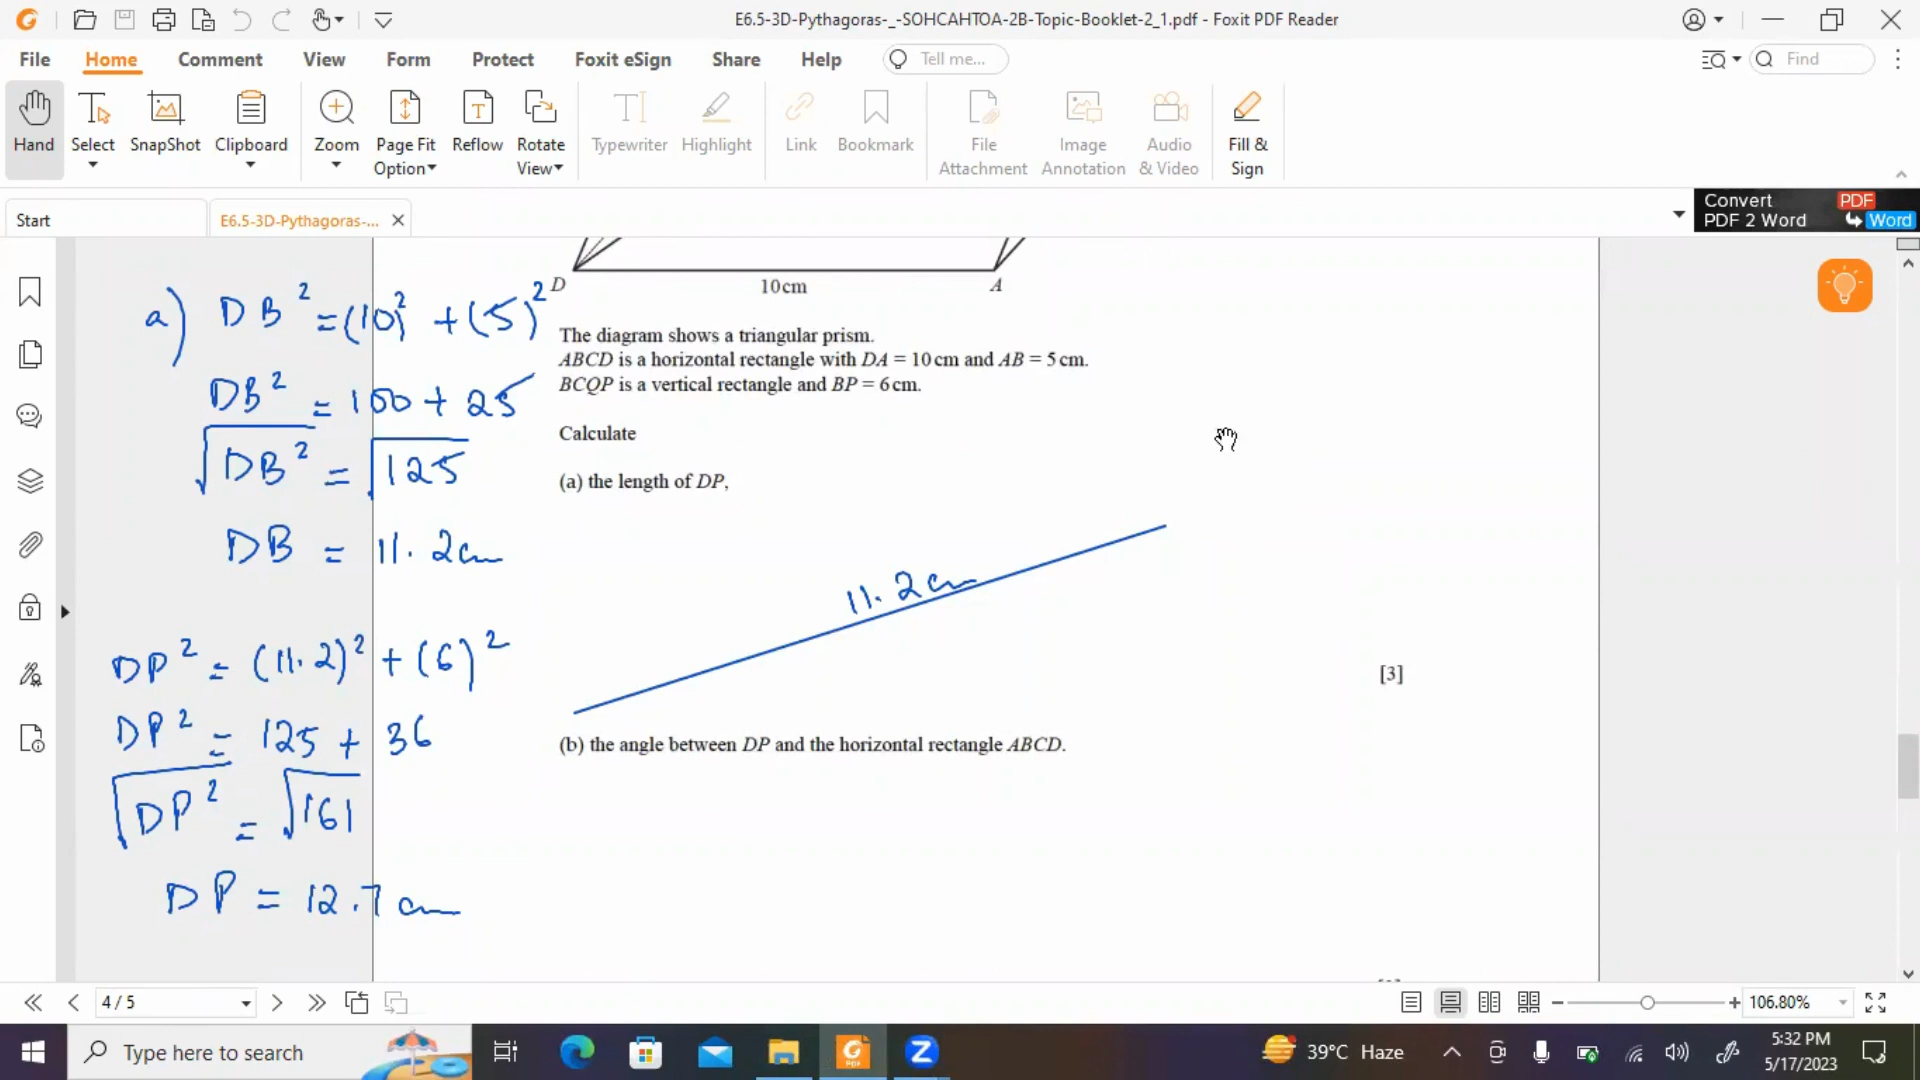 E6.5-3D-Pythagoras-_-SOHCAHTOA-2B-Topic-Booklet-2_1.pdf - Foxit PDF Reader
File Home Comment View Form Protect Foxit eSign Share Help Tell me... Find
Hand Select SnapShot Clipboard Zoom Page Fit Option Reflow Rotate View Typewriter Highlight Link Bookmark File Attachment Image Annotation Audio & Video Fill & Sign
Start E6.5-3D-Pythagoras-... Convert PDF 2 Word PDF Word
D 10cm A
a) DB² = (10)² + (5)²
DB² = 100 + 25
√DB² = √125
DB = 11.2cm
DP² = (11.2)² + (6)²
DP² = 125 + 36
√DP² = √161
DP = 12.7 cm
The diagram shows a triangular prism.
ABCD is a horizontal rectangle with DA = 10 cm and AB = 5 cm.
BCQP is a vertical rectangle and BP = 6 cm.
Calculate
(a) the length of DP,
11.2cm
[3]
(b) the angle between DP and the horizontal rectangle ABCD.
4 / 5 106.80%
Type here to search 39°C Haze 5:32 PM
5/17/2023